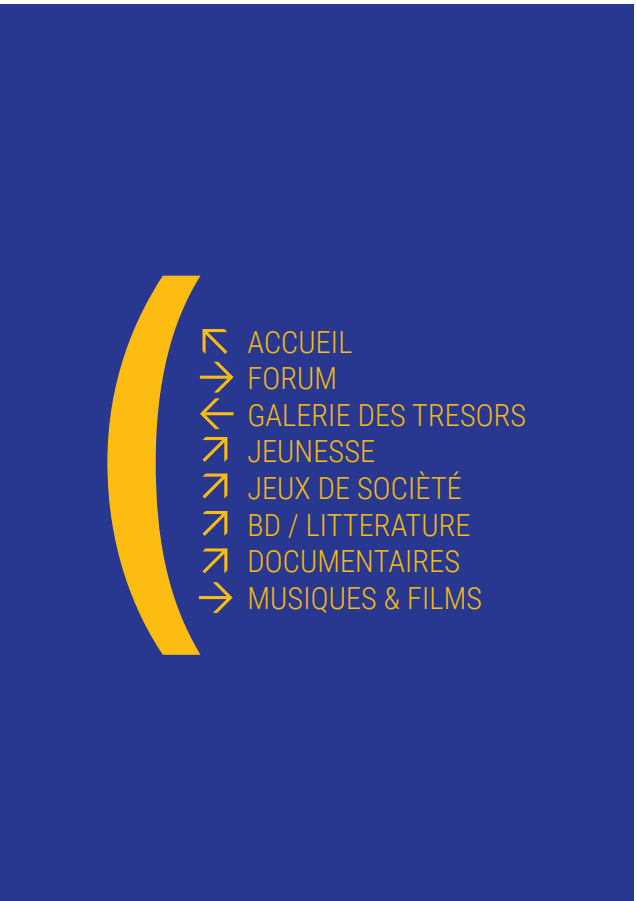 ↖ ACCUEIL
→ FORUM
← GALERIE DES TRESORS
↗ JEUNESSE
↗ JEUX DE SOCIÈTÉ
↗ BD / LITTERATURE
↗ DOCUMENTAIRES
→ MUSIQUES & FILMS